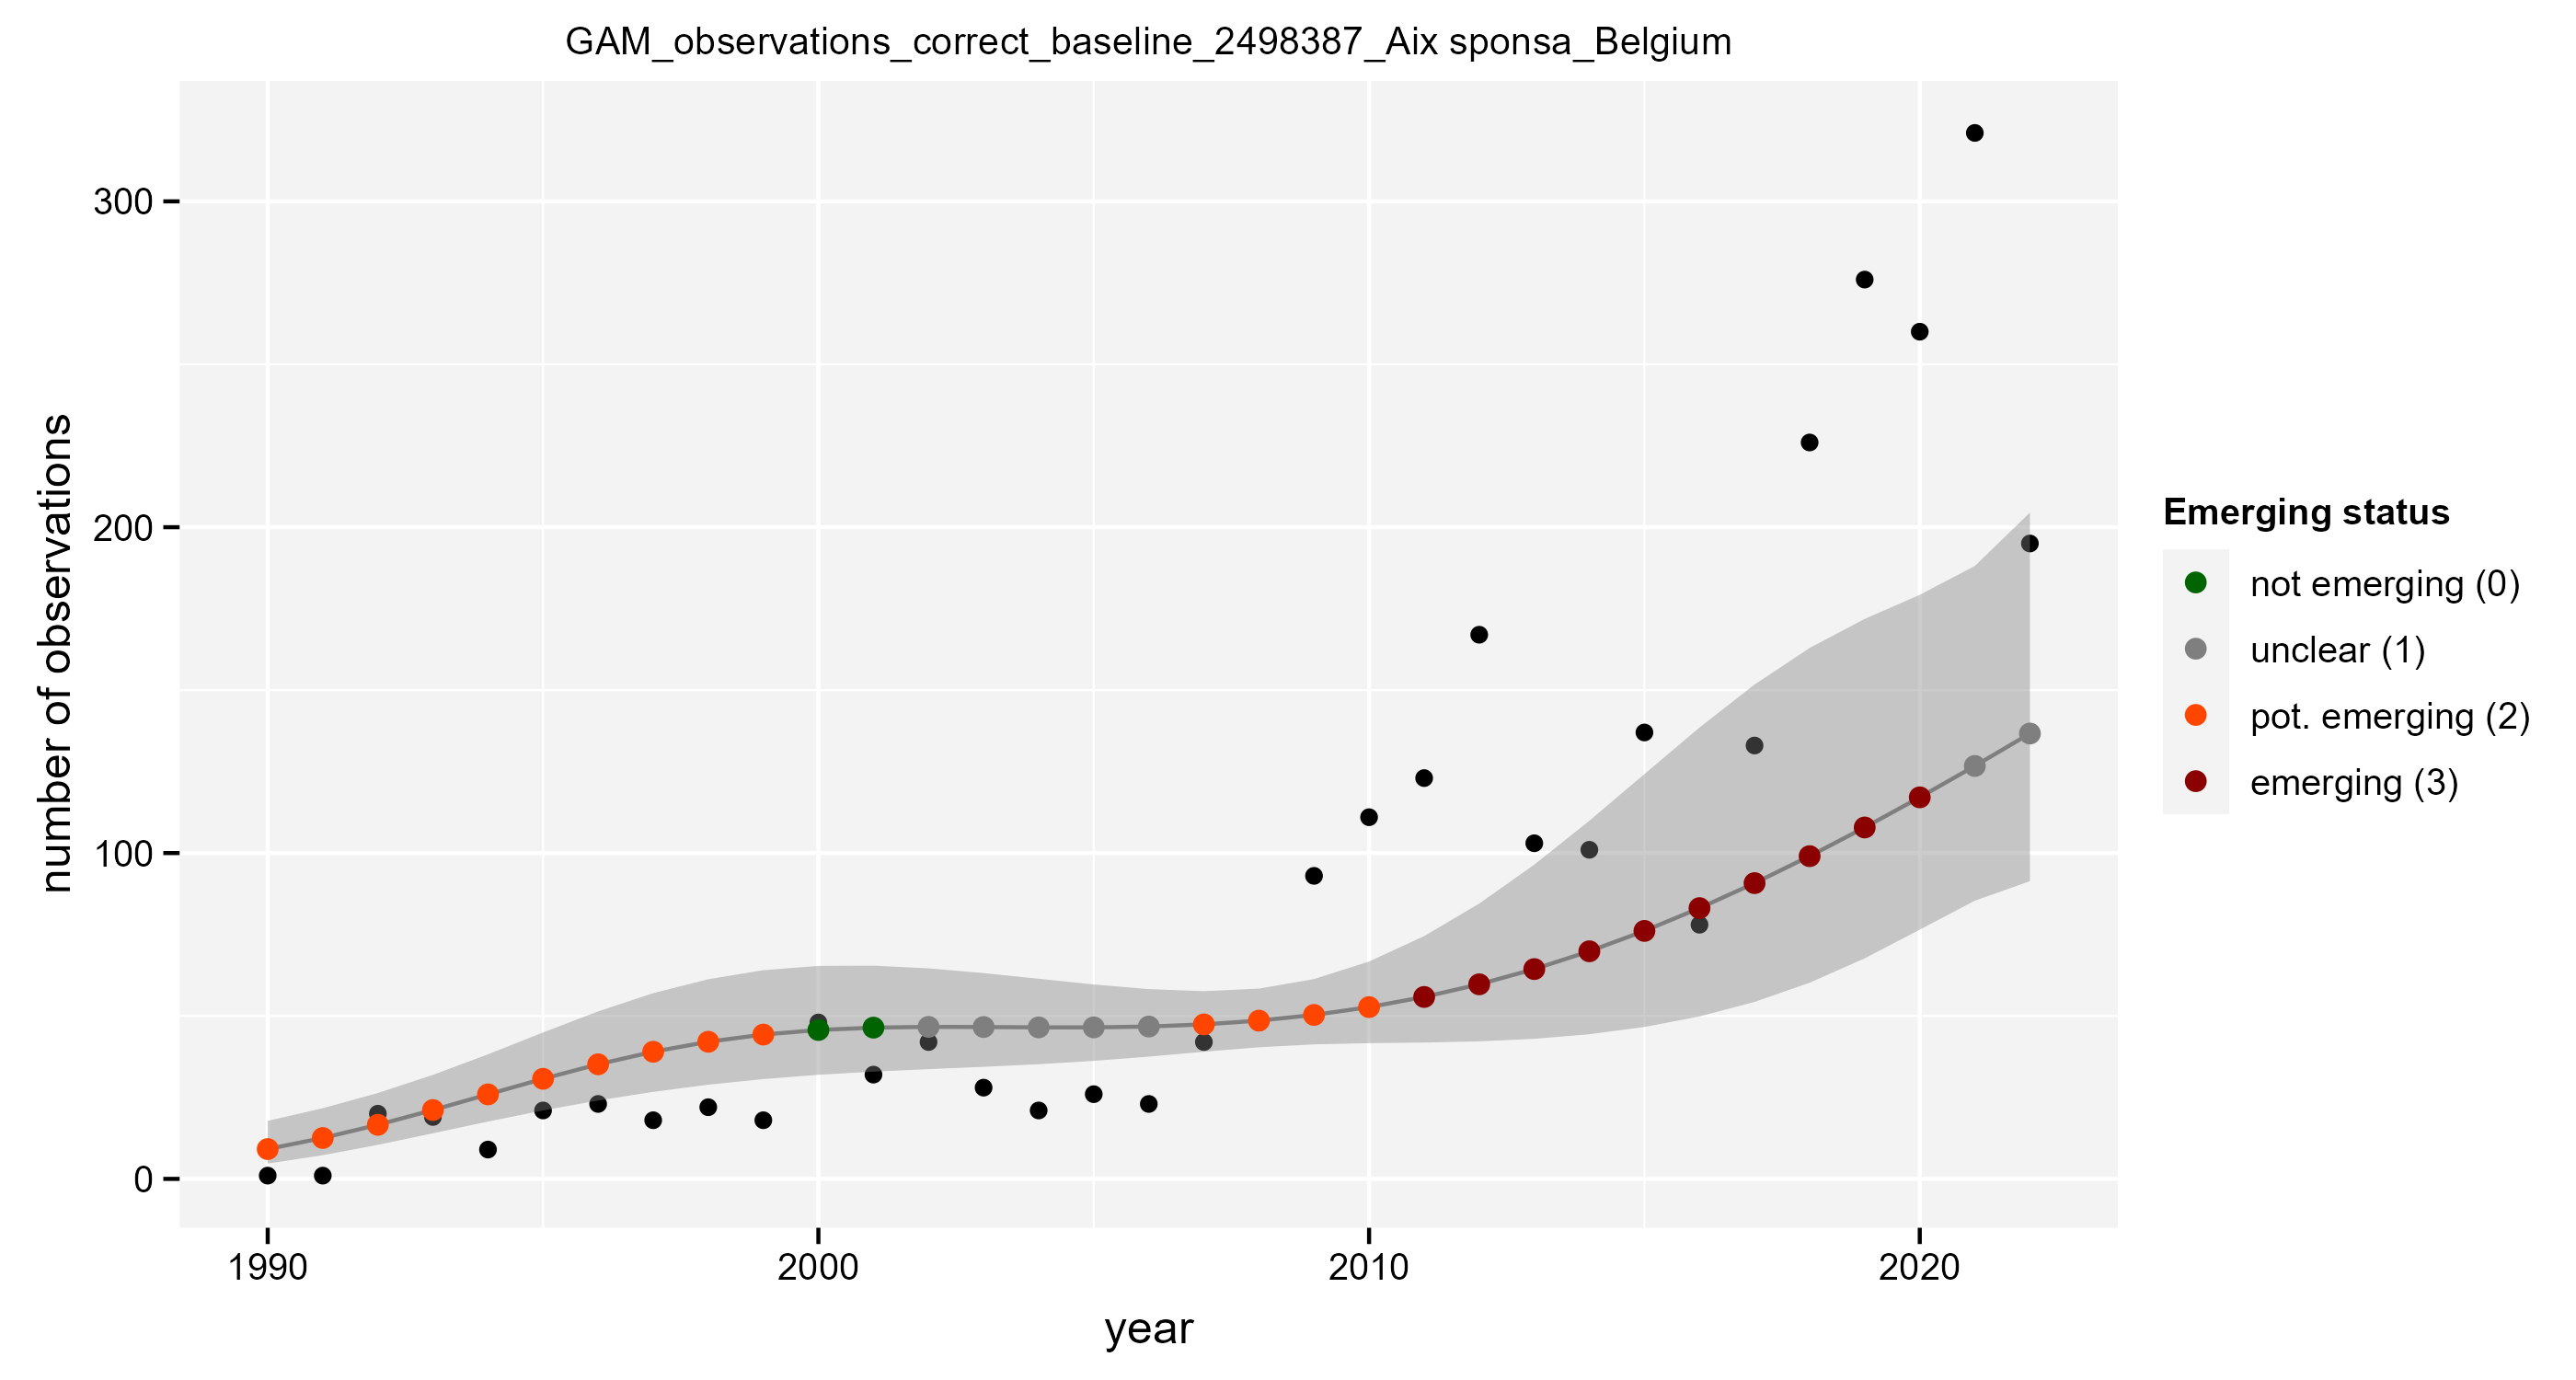 GAM_observations_correct_baseline_2498387_Aix sponsa_Belgium
number of observations
300
200
100
0
1990
2000
2010
2020
year
Emerging status
not emerging (0)
unclear (1)
pot. emerging (2)
emerging (3)